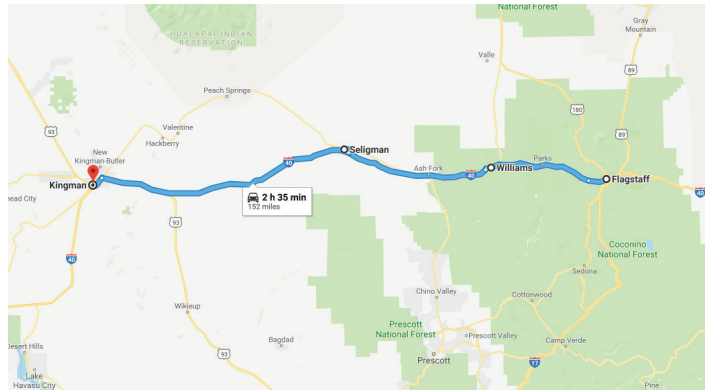 National Forest
Gray
Mountain
HUALAPAI INDIAN
RESERVATION
Valle
89
Peach Springs
180
89
93
Valentine
Hackberry
New
Kingman-Butler
Seligman
40
Ash Fork
40
Williams
Parks
Flagstaff
40
Kingman
2 h 35 min
152 miles
ead City
93
40
Coconino
National Forest
Sedona
Chino Valley
Cottonwood
Wikieup
Prescott
National Forest
Prescott Valley
Camp Verde
Bagdad
93
Prescott
17
Desert Hills
Lake
Havasu City
Pine